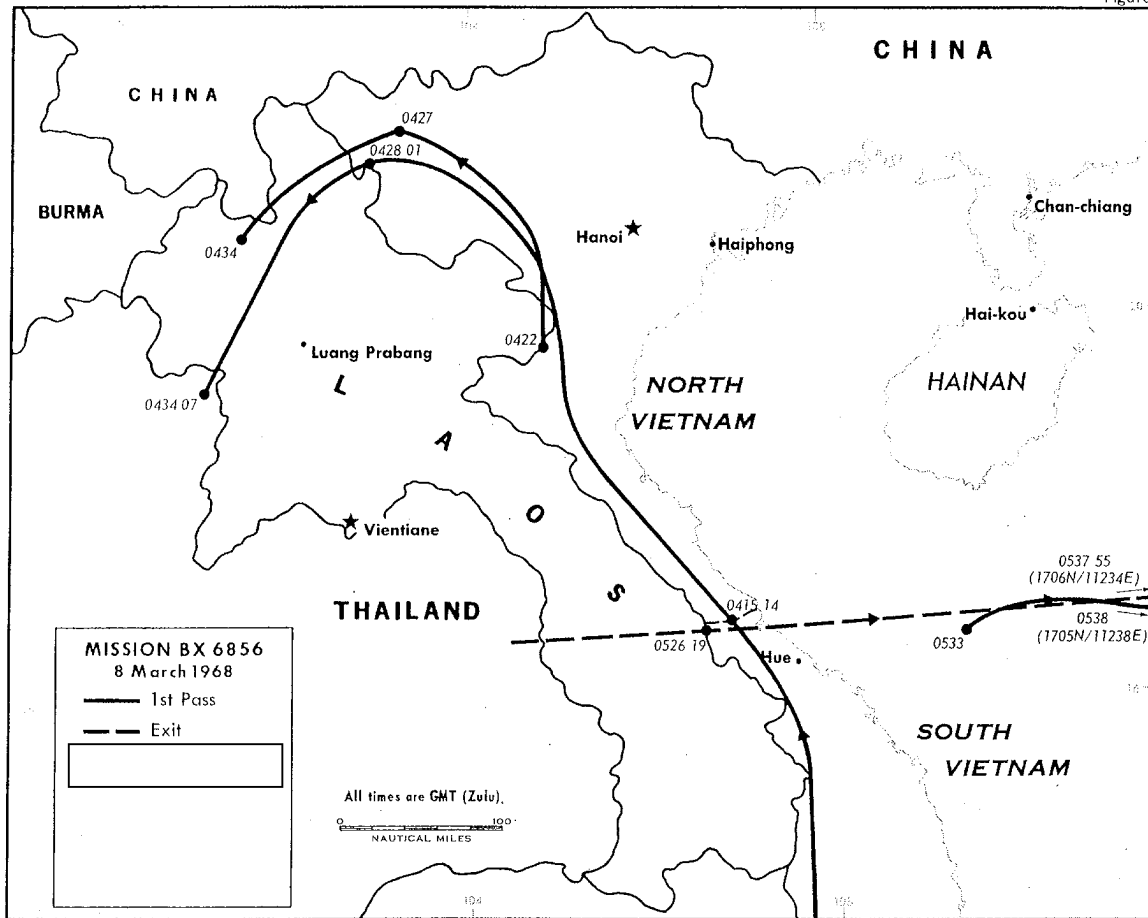 Figure
CHINA
CHINA
0427
0428 01
BURMA
Chan-chiang
Hanoi
Haiphong
0434
Hai-kou
20
0422
Luang Prabang
NORTH
VIETNAM
HAINAN
L
0434 07
A
O
Vientiane
0537 55
(1706N/11234E)
S
THAILAND
0415 14
0538
(1705N/11238E)
0526 19
0533
Hue
MISSION BX 6856
8 March 1968
1st Pass
Exit
16
SOUTH
VIETNAM
All times are GMT (Zulu).
0 100
NAUTICAL MILES
104